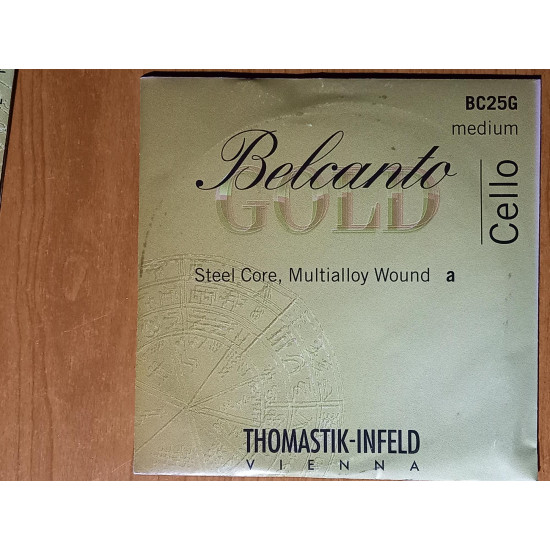 BC25G
medium
Belcanto
GOLD
Cello
Steel Core, Multialloy Wound a
THOMASTIK-INFELD
VIENNA